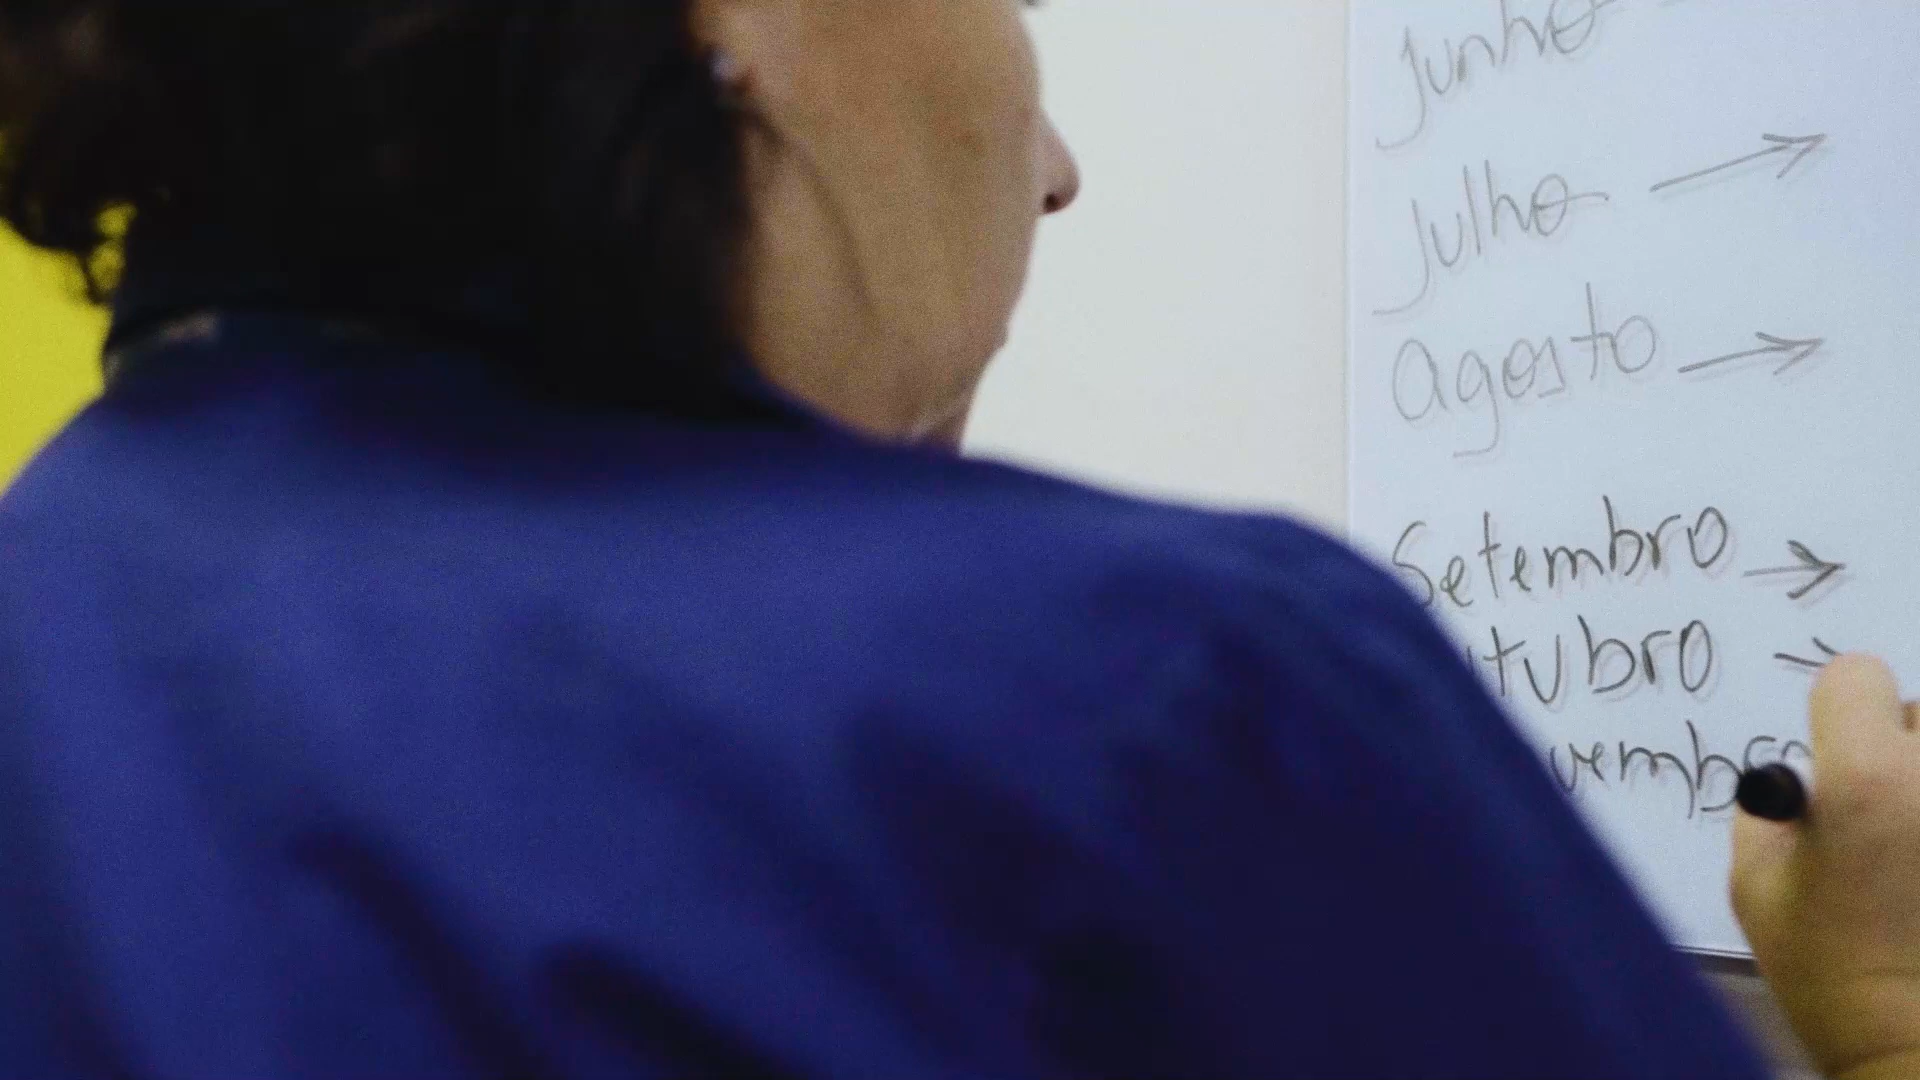 Junho
Julho →
agosto →
Setembro →
tubro →
vembro